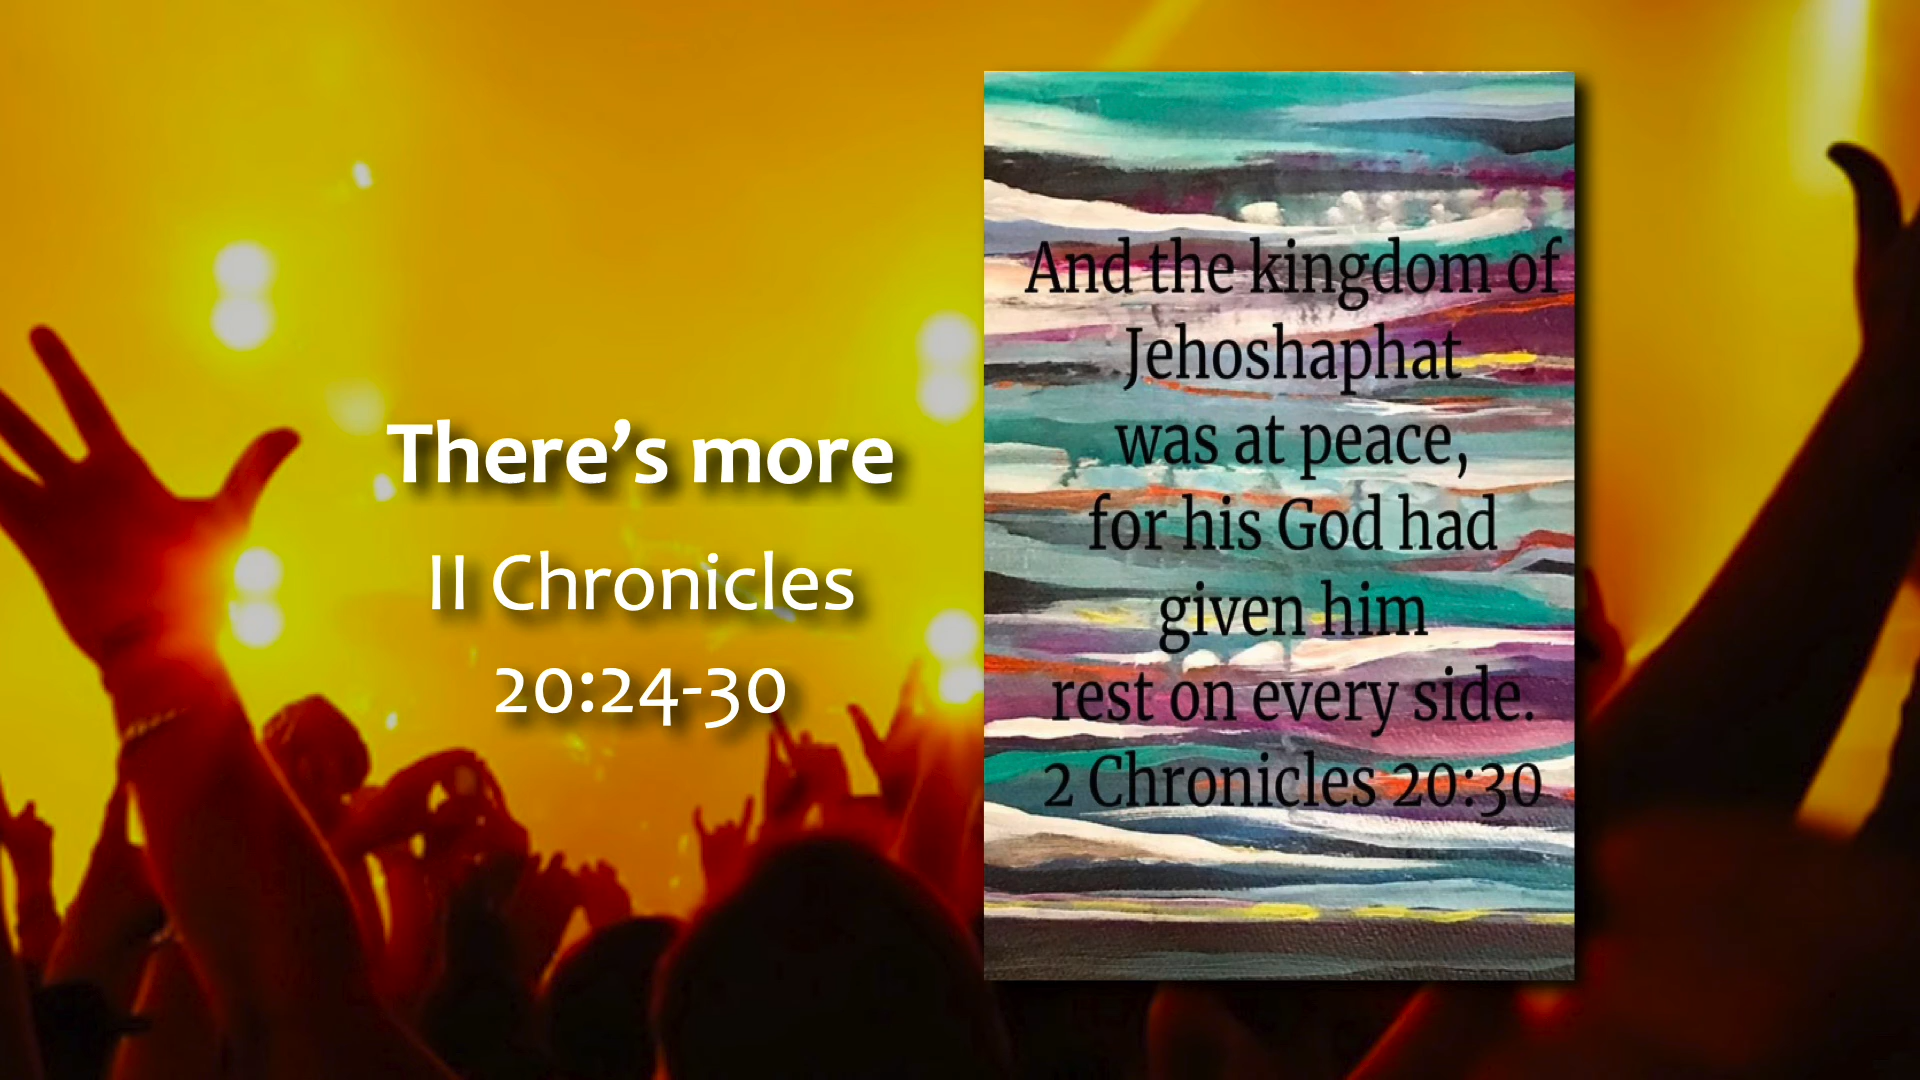 There’s more
II Chronicles
20:24-30
And the kingdom of
Jehoshaphat
was at peace,
for his God had
given him
rest on every side.
2 Chronicles 20:30